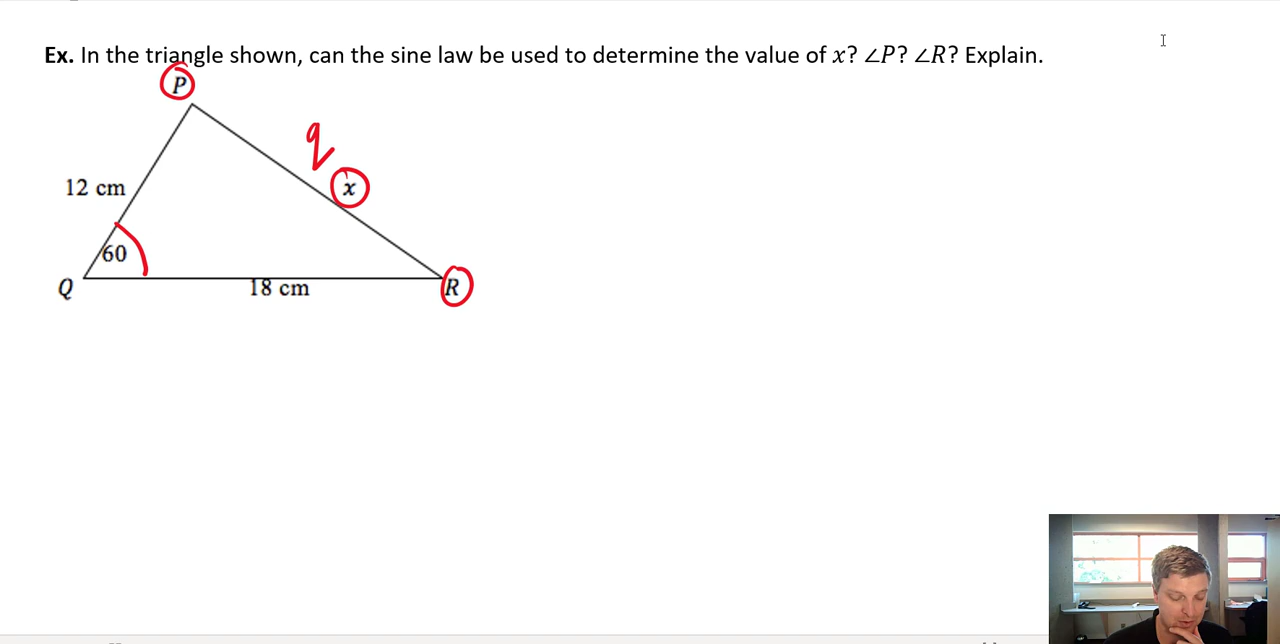 Ex. In the triangle shown, can the sine law be used to determine the value of x? ∠P? ∠R? Explain.
P
q
12 cm
x
60
Q
18 cm
R